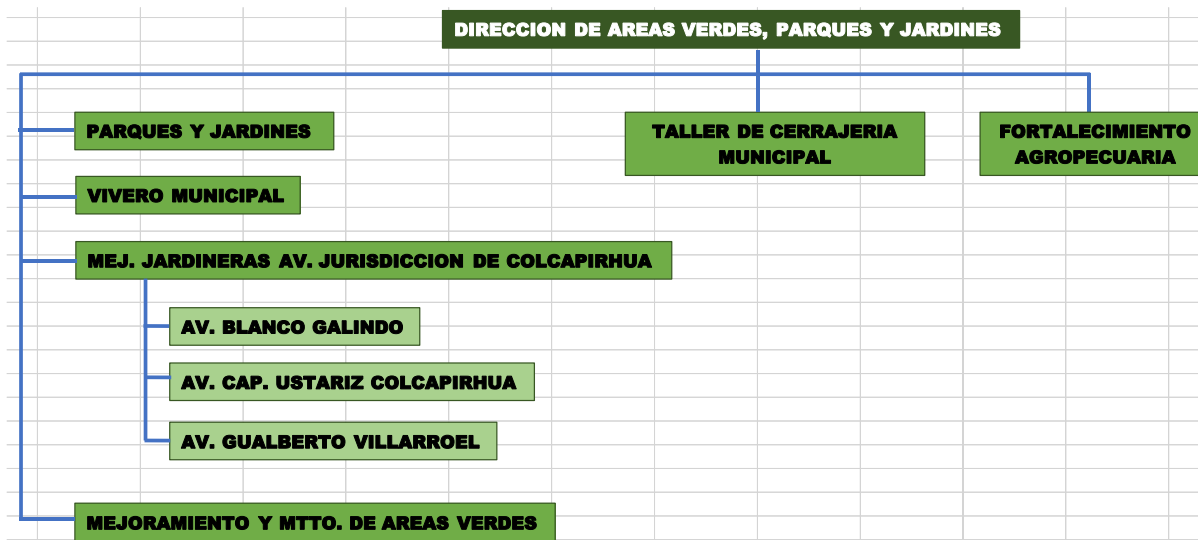 DIRECCION DE AREAS VERDES, PARQUES Y JARDINES
PARQUES Y JARDINES
TALLER DE CERRAJERIA
MUNICIPAL
FORTALECIMIENTO
AGROPECUARIA
VIVERO MUNICIPAL
MEJ. JARDINERAS AV. JURISDICCION DE COLCAPIRHUA
AV. BLANCO GALINDO
AV. CAP. USTARIZ COLCAPIRHUA
AV. GUALBERTO VILLARROEL
MEJORAMIENTO Y MTTO. DE AREAS VERDES